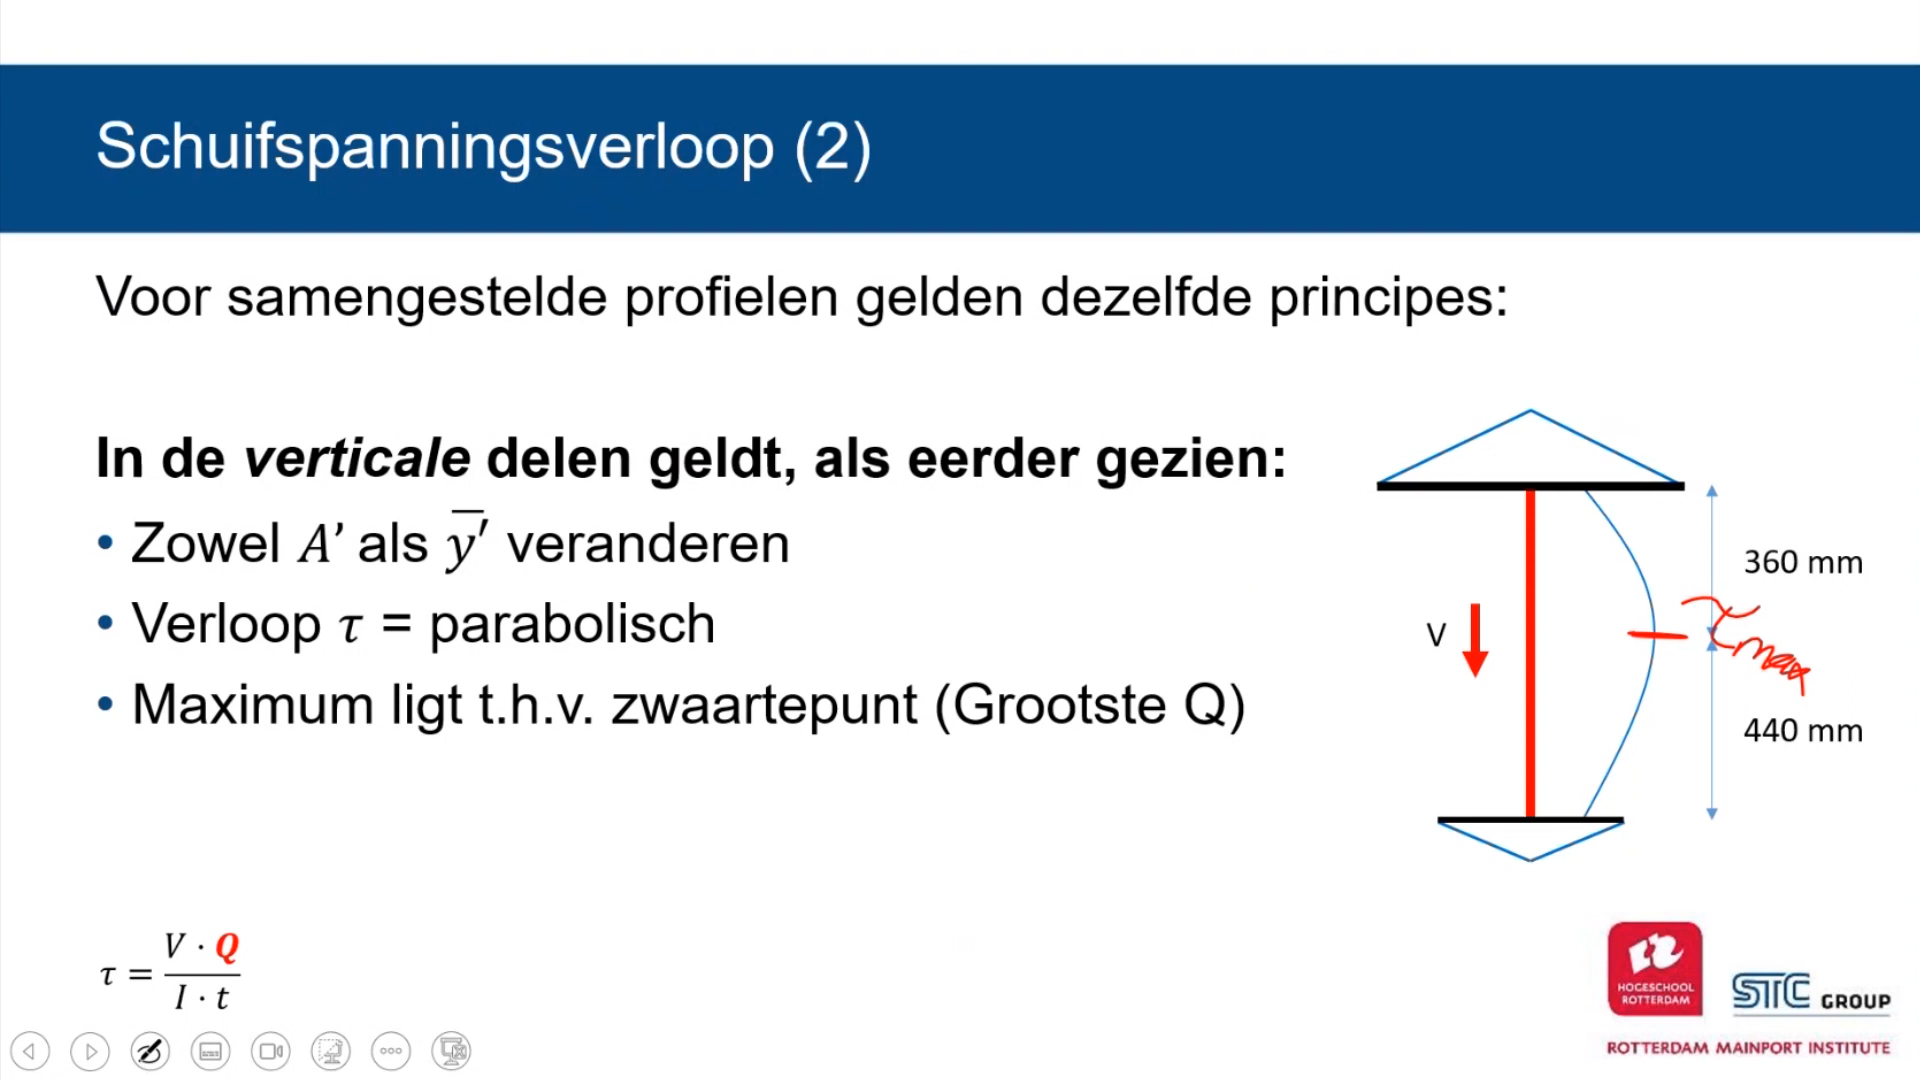 Schuifspanningsverloop (2)
Voor samengestelde profielen gelden dezelfde principes:
In de verticale delen geldt, als eerder gezien:
• Zowel A’ als y̅′ veranderen
• Verloop τ = parabolisch
• Maximum ligt t.h.v. zwaartepunt (Grootste Q)
360 mm
V
τmax
440 mm
τ = V · Q / I · t
HOGESCHOOL
ROTTERDAM
STC GROUP
ROTTERDAM MAINPORT INSTITUTE